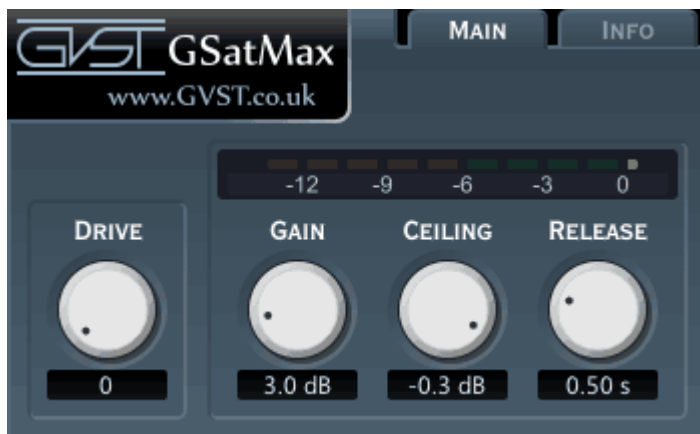 GVST GSatMax
www.GVST.co.uk
MAIN INFO
-12 -9 -6 -3 0
DRIVE GAIN CEILING RELEASE
0 3.0 dB -0.3 dB 0.50 s